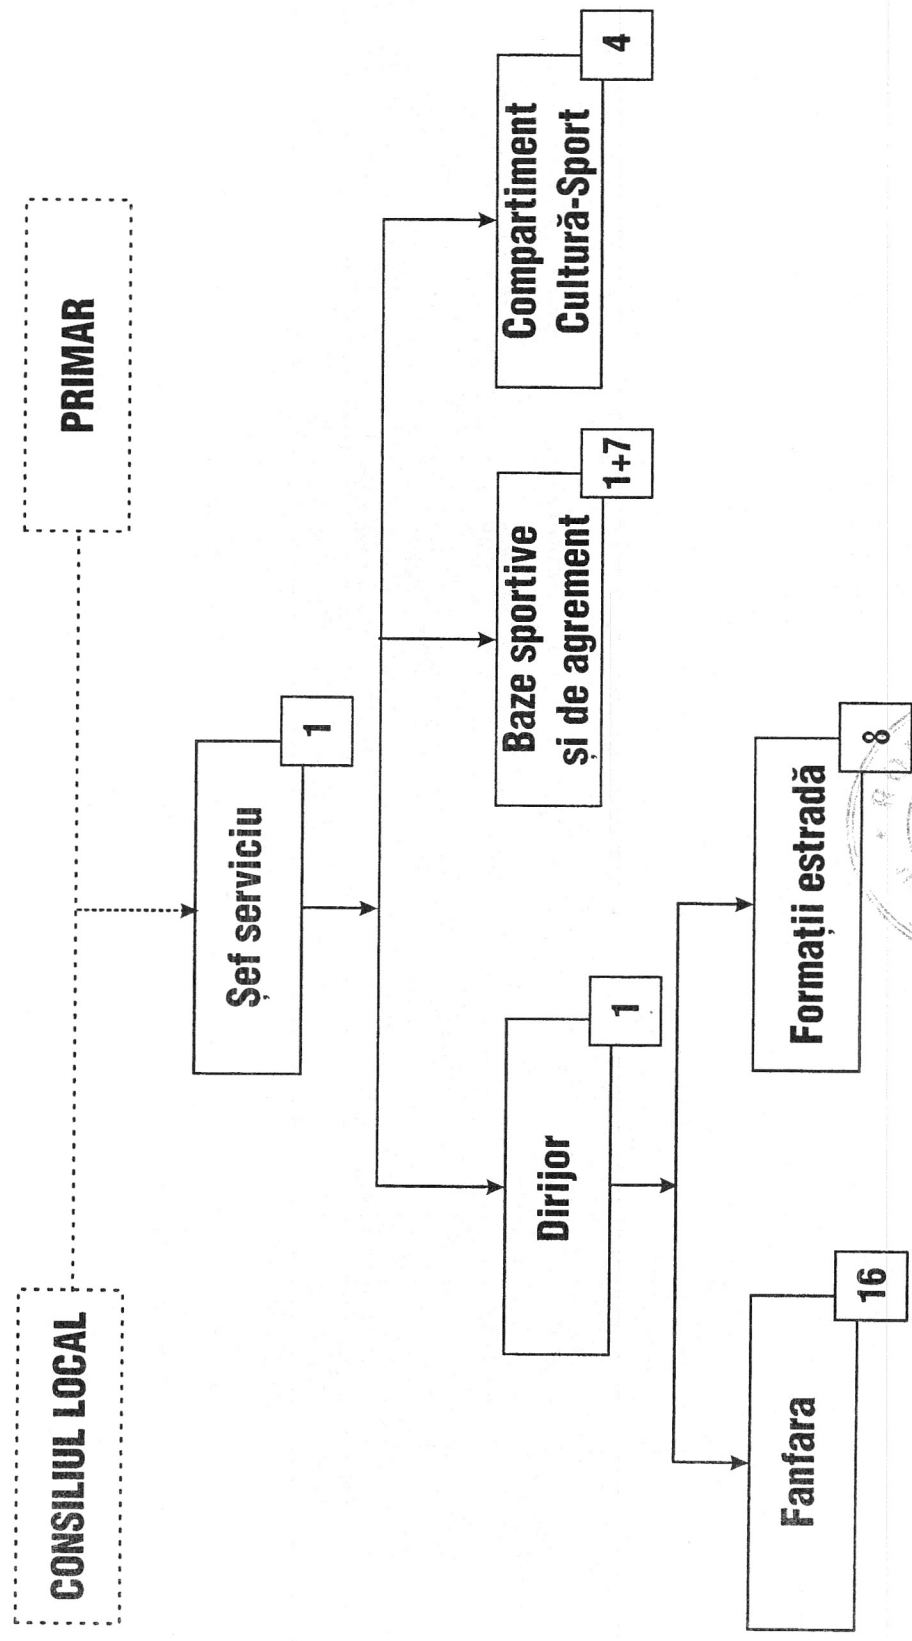 CONSILIUL LOCAL
PRIMAR
Șef serviciu
1
Dirijor
1
Baze sportive
și de agrement
1+7
Compartiment
Cultură-Sport
4
Fanfara
16
Formații estradă
8